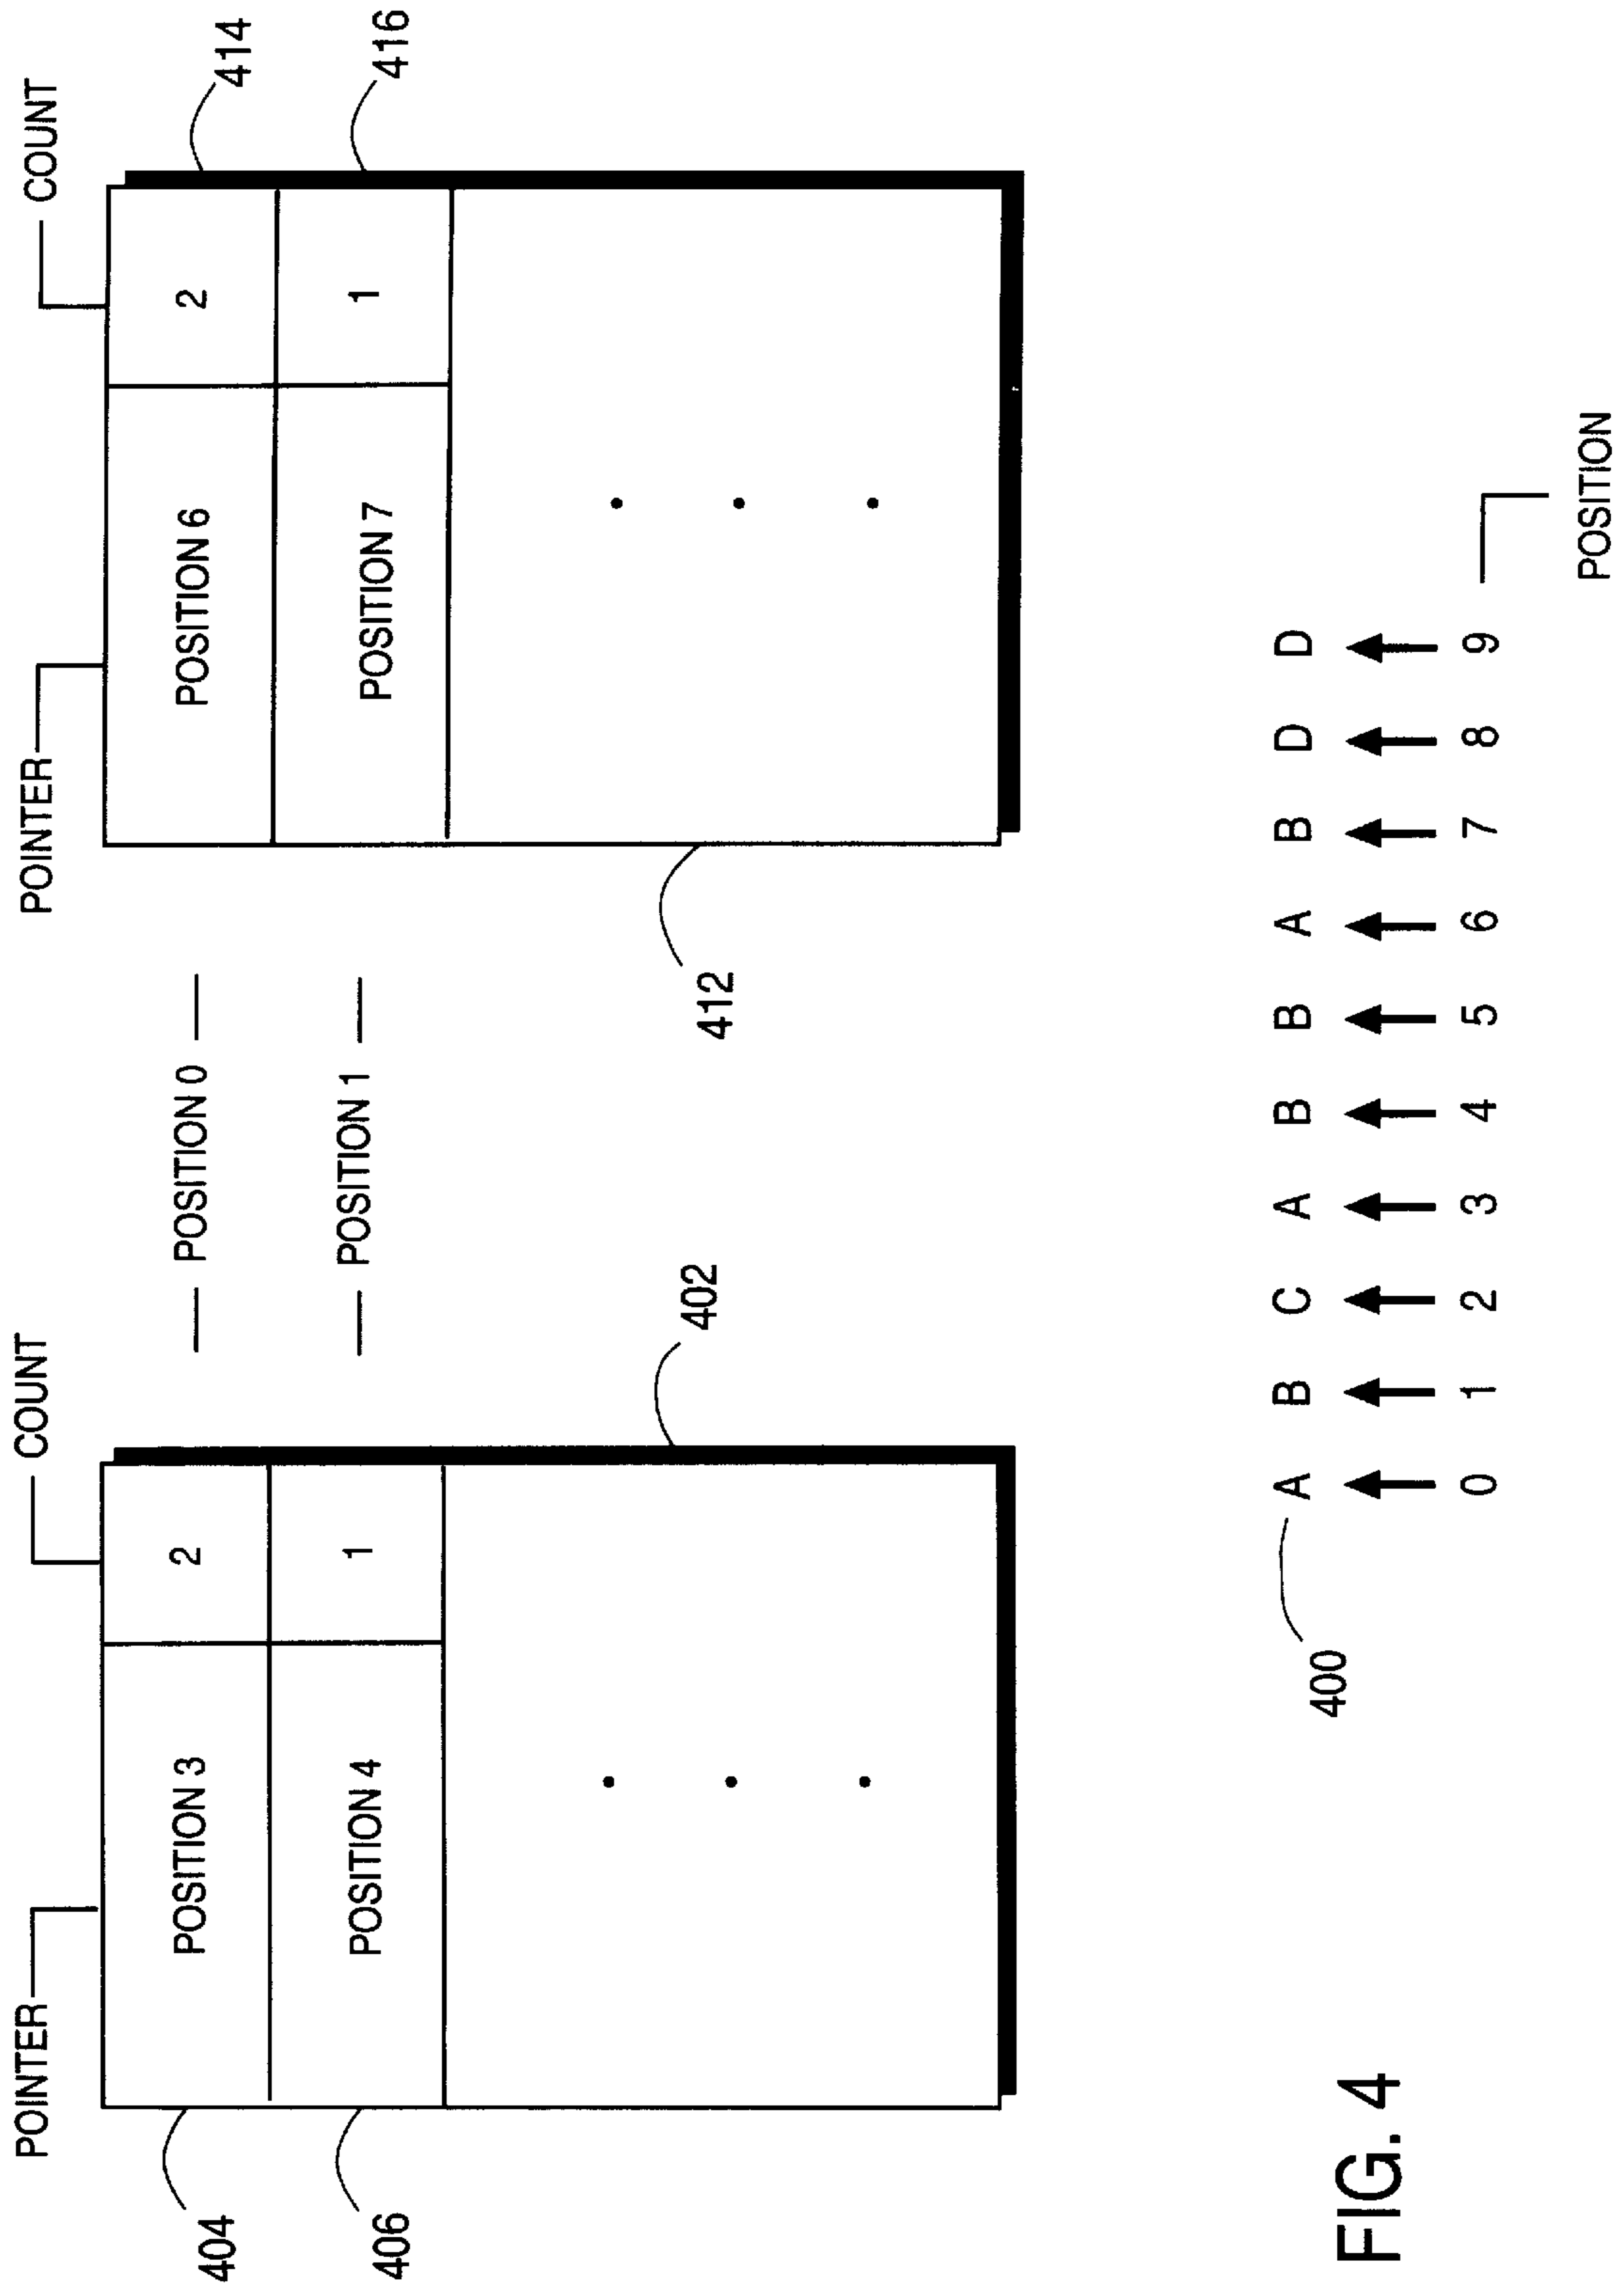 POINTER COUNT POINTER COUNT
404 POSITION 3 2 — POSITION 0 — POSITION 6 2 414
406 POSITION 4 1 — POSITION 1 — POSITION 7 1 416
402 412
400 A B C A B B A B D D
0 1 2 3 4 5 6 7 8 9
POSITION
FIG. 4